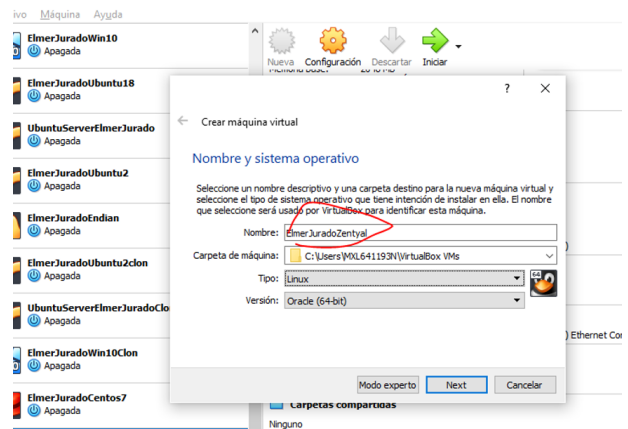 ivo Máquina Ayuda
ElmerJuradoWin10
Apagada
ElmerJuradoUbuntu18
Apagada
UbuntuServerElmerJurado
Apagada
ElmerJuradoUbuntu2
Apagada
ElmerJuradoEndian
Apagada
ElmerJuradoUbuntu2clon
Apagada
UbuntuServerElmerJuradoClo
Apagada
ElmerJuradoWin10Clon
Apagada
ElmerJuradoCentos7
Apagada
Nueva Configuración Descartar Iniciar
? X
Crear máquina virtual
Nombre y sistema operativo
Seleccione un nombre descriptivo y una carpeta destino para la nueva máquina virtual y
seleccione el tipo de sistema operativo que tiene intención de instalar en ella. El nombre
que seleccione será usado por VirtualBox para identificar esta máquina.
Nombre: ElmerJuradoZentyal
Carpeta de máquina: C:\Users\MXL641193N\VirtualBox VMs
Tipo: Linux
64
Versión: Oracle (64-bit)
Modo experto Next Cancelar
) Ethernet Cor
Carpetas compartidas
Ninguno